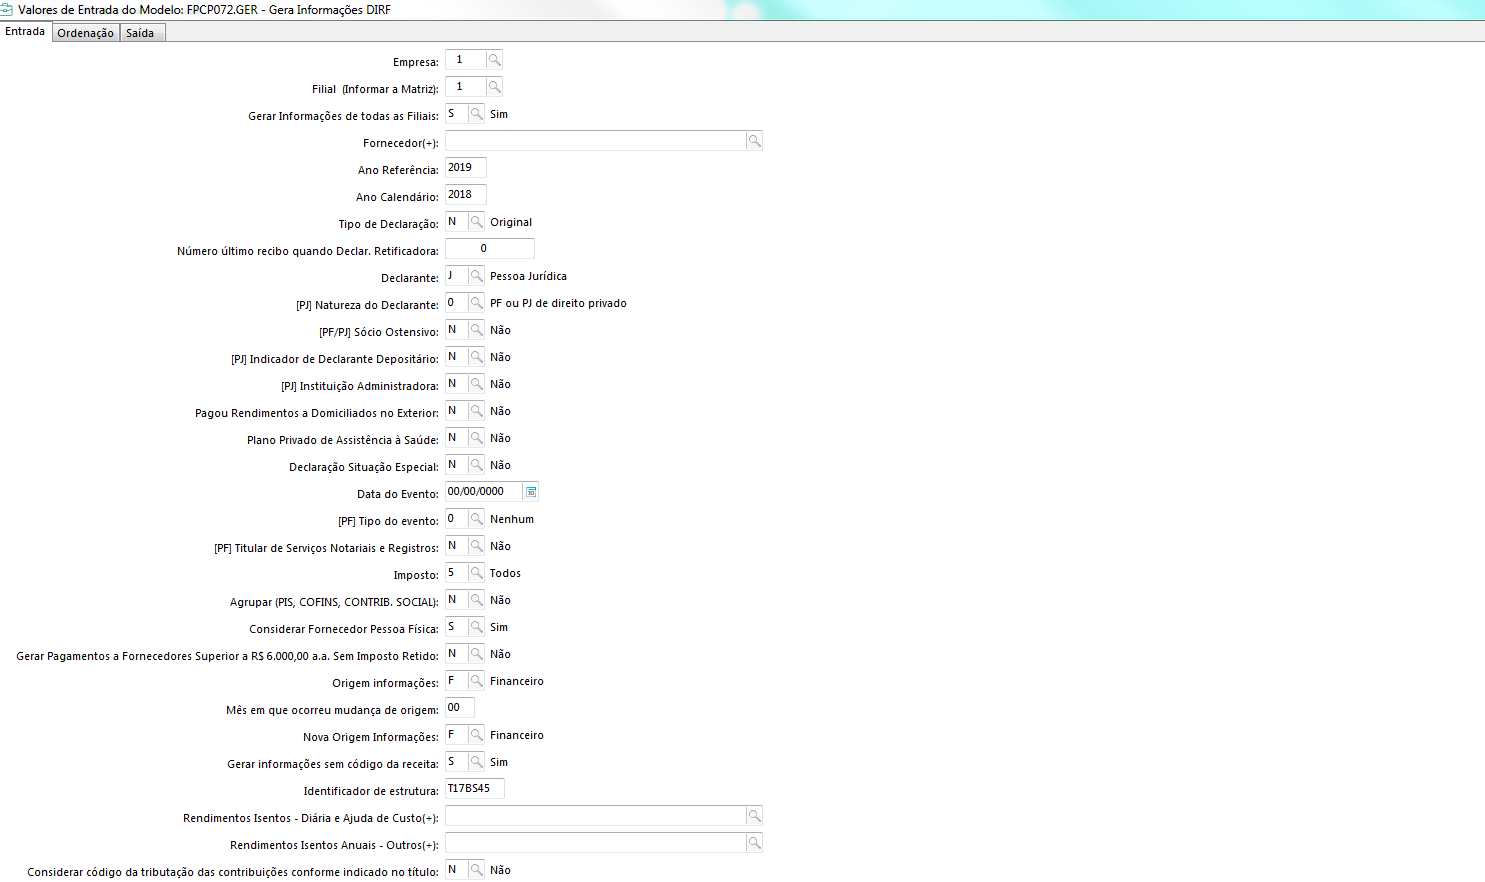 Valores de Entrada do Modelo: FPCP072.GER - Gera Informações DIRF
Entrada Ordenação Saída
Empresa: 1
Filial (Informar a Matriz): 1
Gerar Informações de todas as Filiais: S Sim
Fornecedor(+):
Ano Referência: 2019
Ano Calendário: 2018
Tipo de Declaração: N Original
Número último recibo quando Declar. Retificadora: 0
Declarante: J Pessoa Jurídica
[PJ] Natureza do Declarante: 0 PF ou PJ de direito privado
[PF/PJ] Sócio Ostensivo: N Não
[PJ] Indicador de Declarante Depositário: N Não
[PJ] Instituição Administradora: N Não
Pagou Rendimentos a Domiciliados no Exterior: N Não
Plano Privado de Assistência à Saúde: N Não
Declaração Situação Especial: N Não
Data do Evento: 00/00/0000
[PF] Tipo do evento: 0 Nenhum
[PF] Titular de Serviços Notariais e Registros: N Não
Imposto: 5 Todos
Agrupar (PIS, COFINS, CONTRIB. SOCIAL): N Não
Considerar Fornecedor Pessoa Física: S Sim
Gerar Pagamentos a Fornecedores Superior a R$ 6.000,00 a.a. Sem Imposto Retido: N Não
Origem informações: F Financeiro
Mês em que ocorreu mudança de origem: 00
Nova Origem Informações: F Financeiro
Gerar informações sem código da receita: S Sim
Identificador de estrutura: T17BS45
Rendimentos Isentos - Diária e Ajuda de Custo(+):
Rendimentos Isentos Anuais - Outros(+):
Considerar código da tributação das contribuições conforme indicado no título: N Não